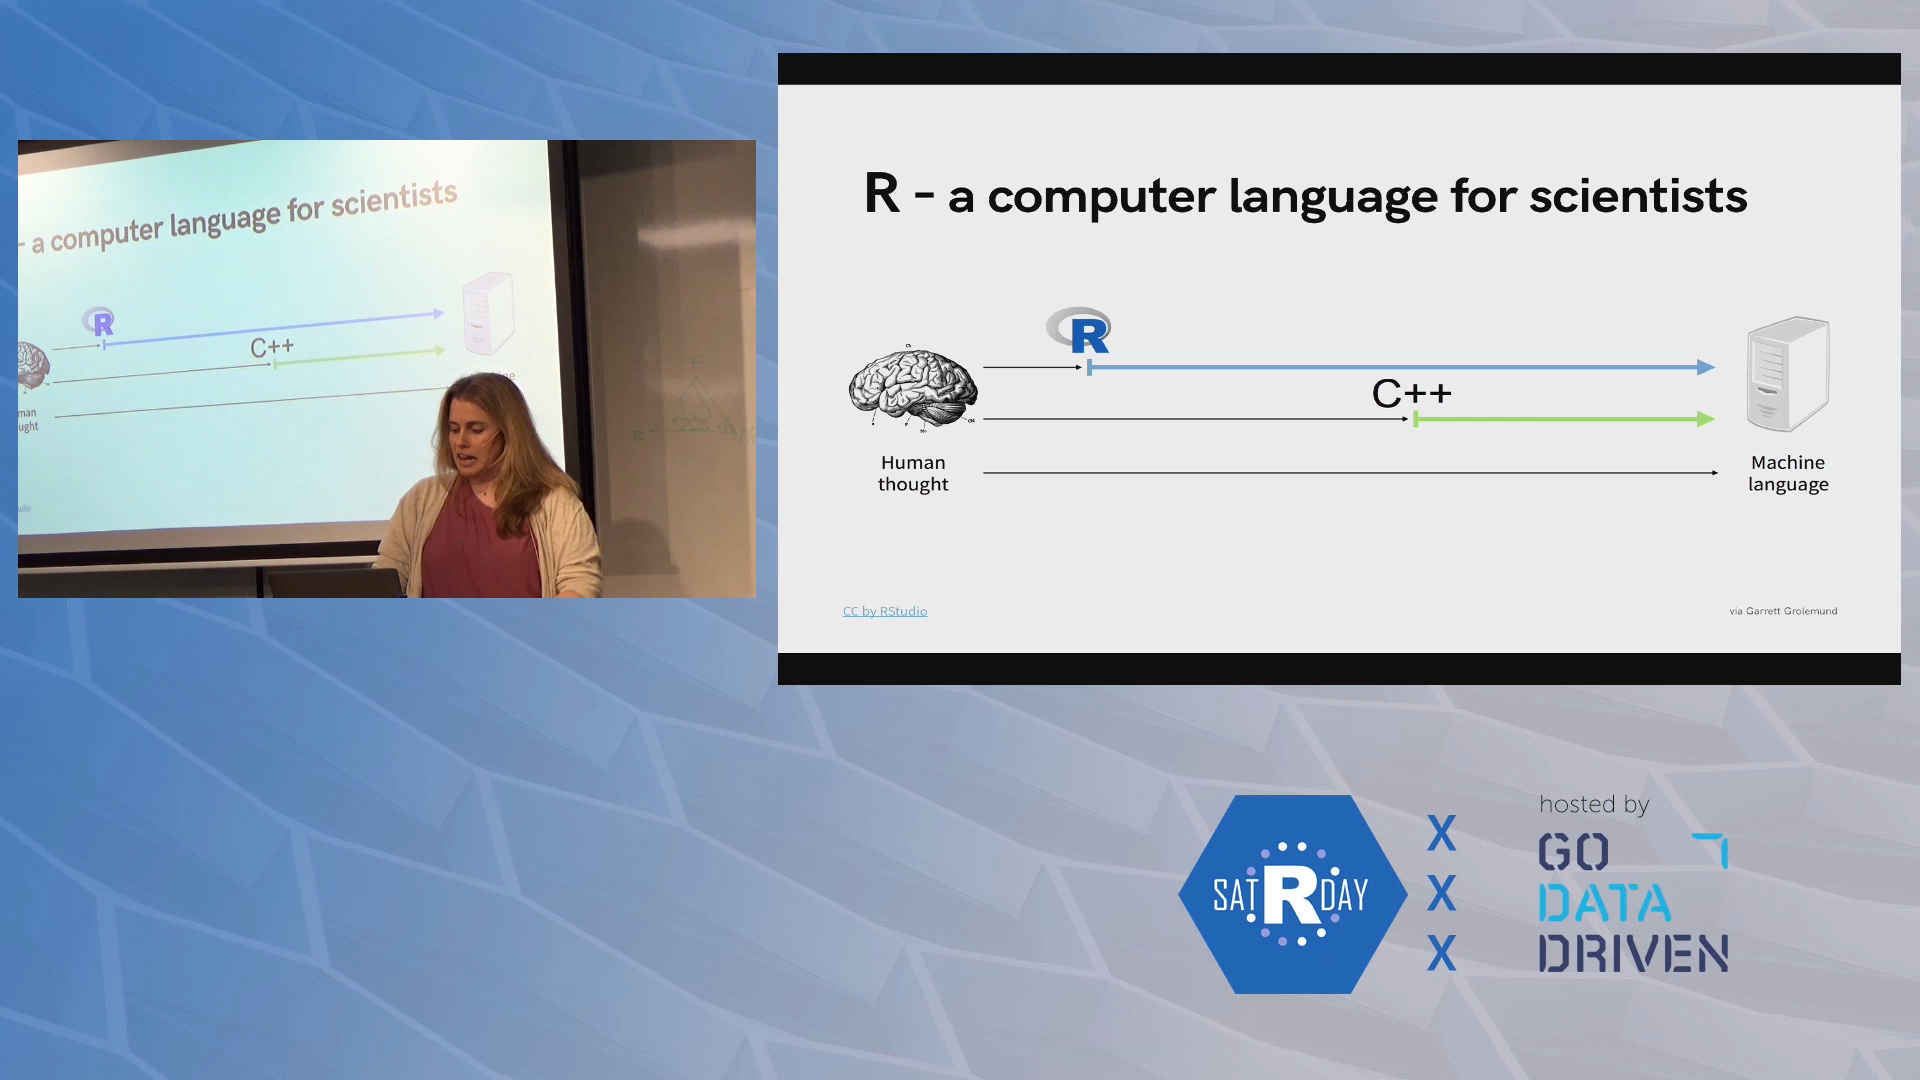 - a computer language for scientists
R
C++
man
ught
R - a computer language for scientists
R
C++
Human
thought
Machine
language
CC by RStudio
via Garrett Grolemund
SATRDAY
X
X
X
hosted by
GO
DATA
DRIVEN